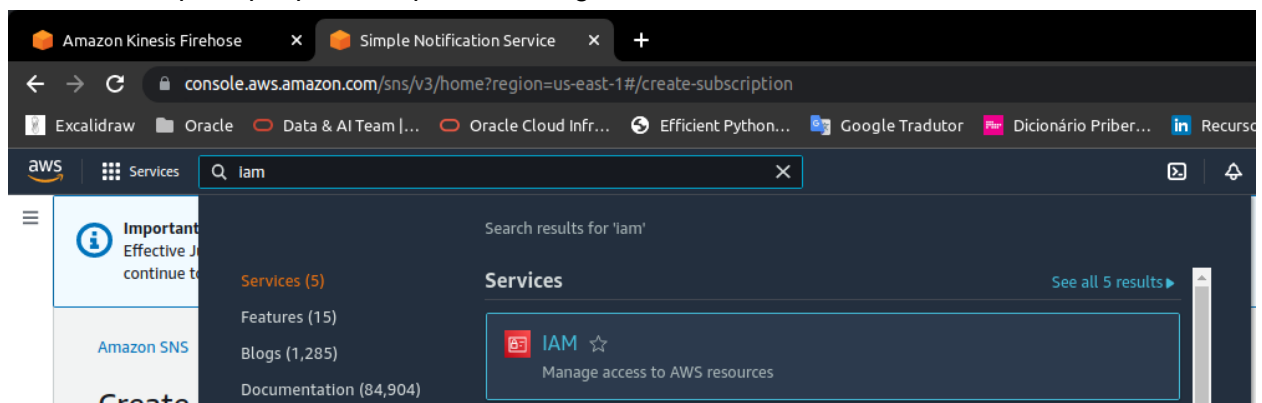 Amazon Kinesis Firehose
Simple Notification Service
console.aws.amazon.com/sns/v3/home?region=us-east-1#/create-subscription
Excalidraw Oracle Data & AI Team |... Oracle Cloud Infr... Efficient Python... Google Tradutor Dicionário Priber... in Recurso
aws Services iam
Important
Effective J
continue to
Search results for 'iam'
Services (5)
Features (15)
Blogs (1,285)
Documentation (84,904)
Services See all 5 results
IAM
Manage access to AWS resources
Amazon SNS
Create